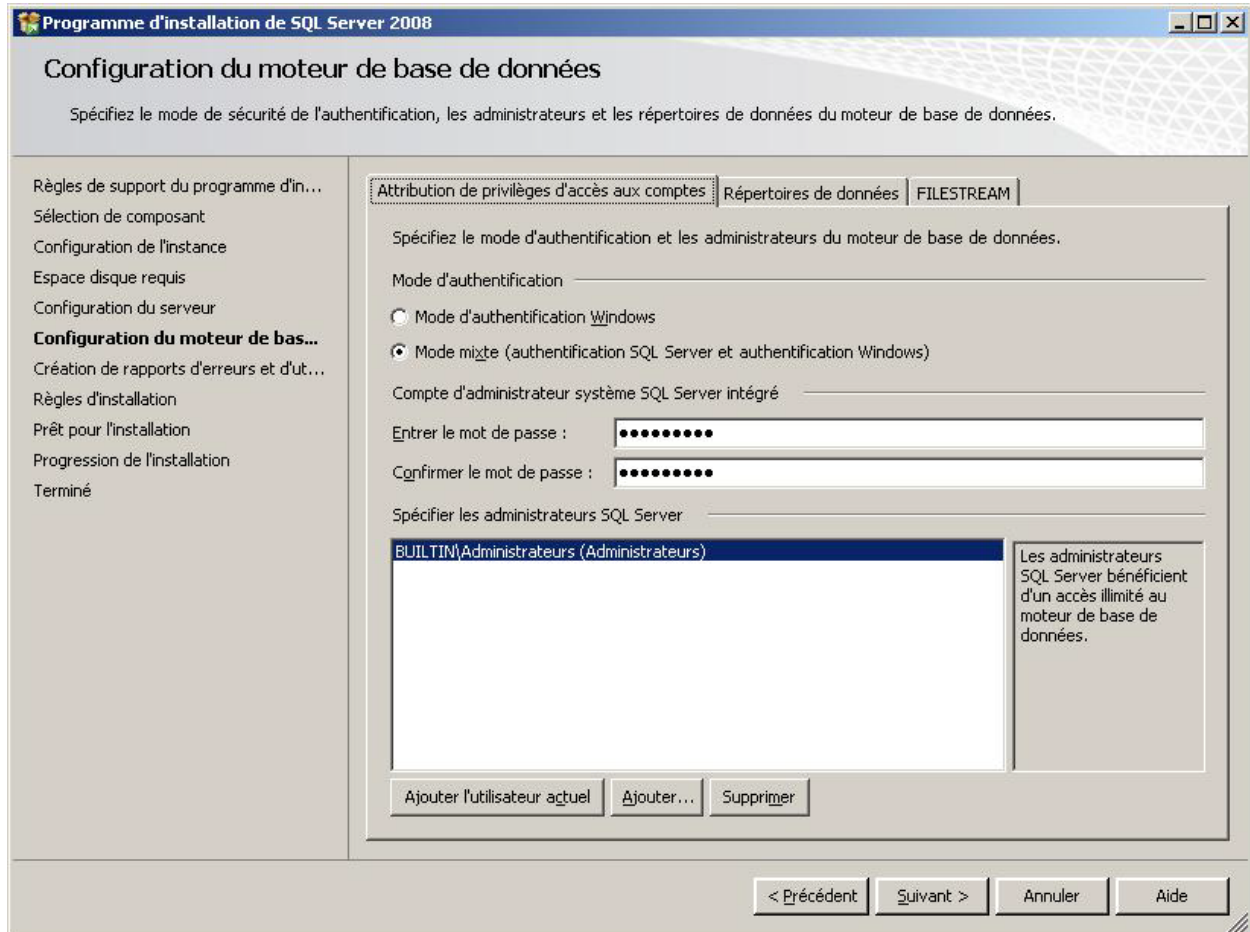 Programme d'installation de SQL Server 2008
Configuration du moteur de base de données
Spécifiez le mode de sécurité de l'authentification, les administrateurs et les répertoires de données du moteur de base de données.
Règles de support du programme d'in...
Sélection de composant
Configuration de l'instance
Espace disque requis
Configuration du serveur
Configuration du moteur de bas...
Création de rapports d'erreurs et d'ut...
Règles d'installation
Prêt pour l'installation
Progression de l'installation
Terminé
Attribution de privilèges d'accès aux comptes
Répertoires de données
FILESTREAM
Spécifiez le mode d'authentification et les administrateurs du moteur de base de données.
Mode d'authentification
Mode d'authentification Windows
Mode mixte (authentification SQL Server et authentification Windows)
Compte d'administrateur système SQL Server intégré
Entrer le mot de passe : ●●●●●●●●●
Confirmer le mot de passe : ●●●●●●●●●
Spécifier les administrateurs SQL Server
BUILTIN\Administrateurs (Administrateurs)
Les administrateurs
SQL Server bénéficient
d'un accès illimité au
moteur de base de
données.
Ajouter l'utilisateur actuel
Ajouter...
Supprimer
< Précédent
Suivant >
Annuler
Aide